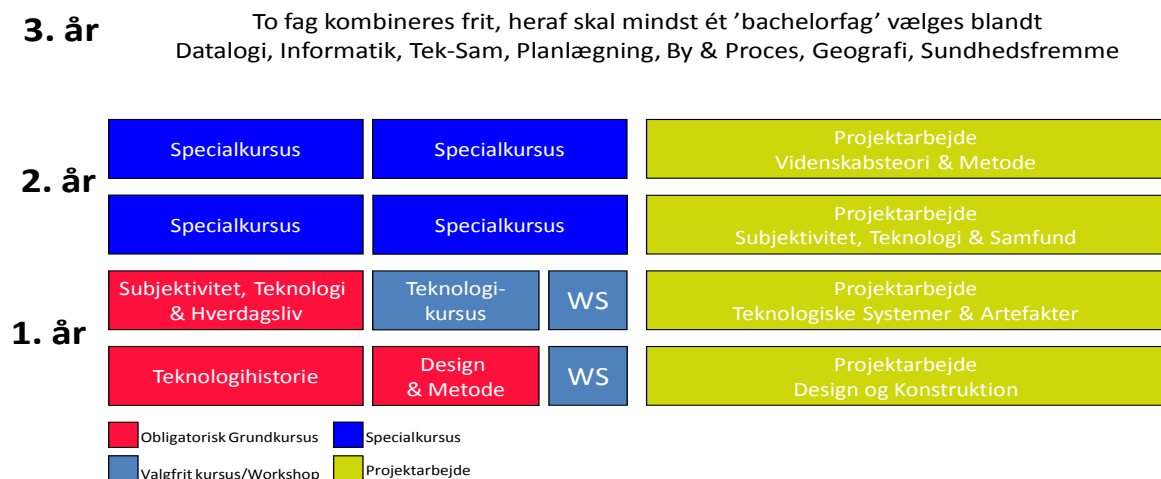 3. år
To fag kombineres frit, heraf skal mindst ét ’bachelorfag’ vælges blandt
Datalogi, Informatik, Tek-Sam, Planlægning, By & Proces, Geografi, Sundhedsfremme
2. år
Specialkursus
Specialkursus
Projektarbejde
Videnskabsteori & Metode
Specialkursus
Specialkursus
Projektarbejde
Subjektivitet, Teknologi & Samfund
1. år
Subjektivitet, Teknologi
& Hverdagsliv
Teknologi-
kursus
WS
Projektarbejde
Teknologiske Systemer & Artefakter
Teknologihistorie
Design
& Metode
WS
Projektarbejde
Design og Konstruktion
Obligatorisk Grundkursus
Specialkursus
Valgfrit kursus/Workshop
Projektarbejde